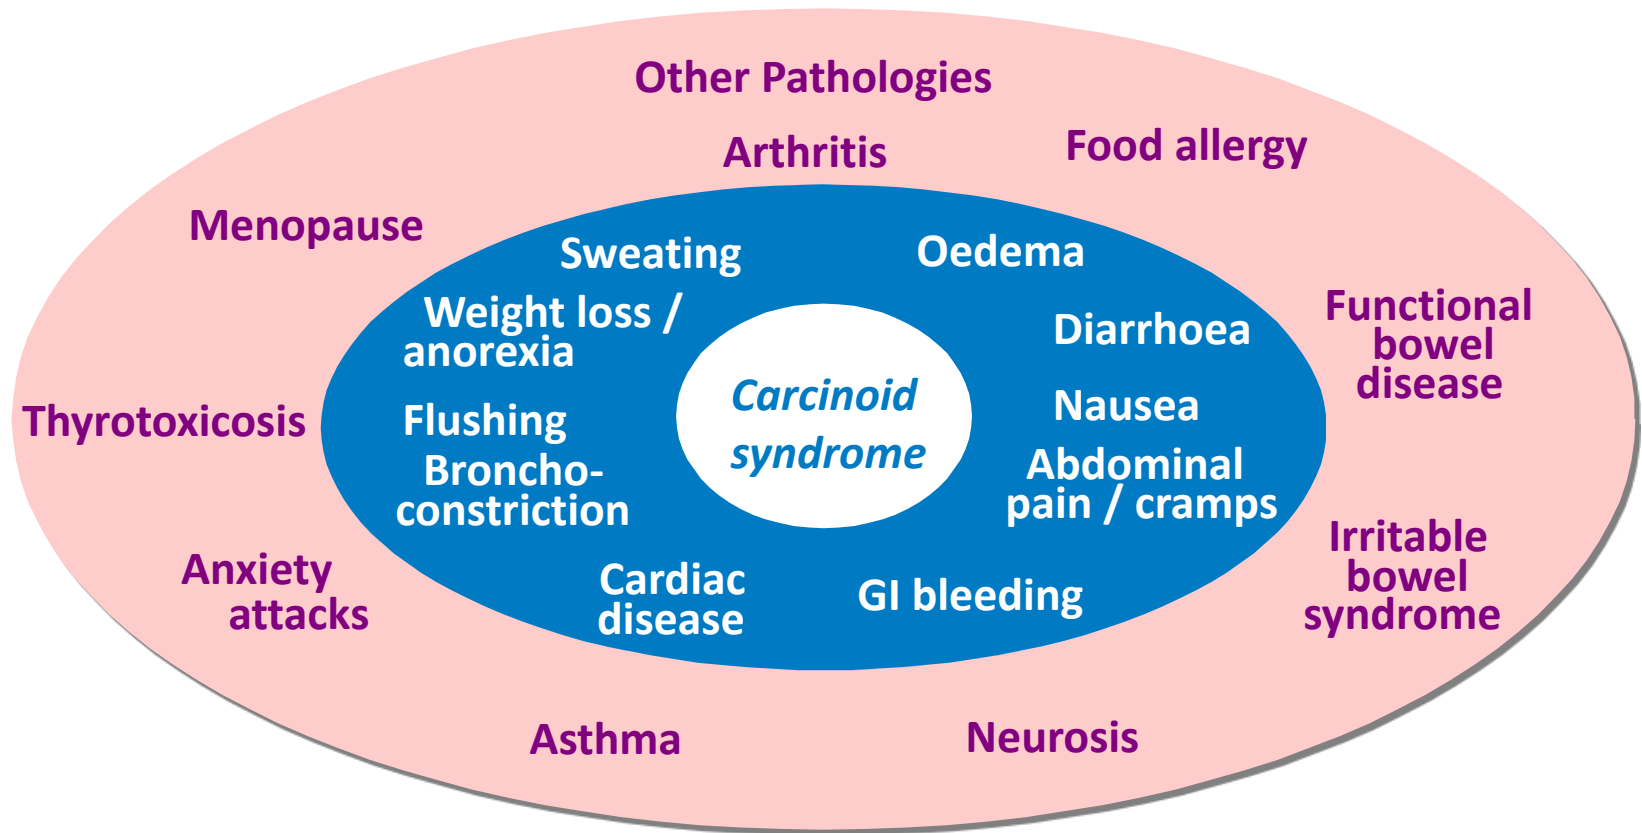 Other Pathologies
Arthritis
Food allergy
Menopause
Sweating
Oedema
Weight loss /
anorexia
Diarrhoea
Functional
bowel
disease
Carcinoid
syndrome
Thyrotoxicosis
Flushing
Nausea
Broncho-
constriction
Abdominal
pain / cramps
Irritable
bowel
syndrome
Anxiety
attacks
Cardiac
disease
GI bleeding
Asthma
Neurosis